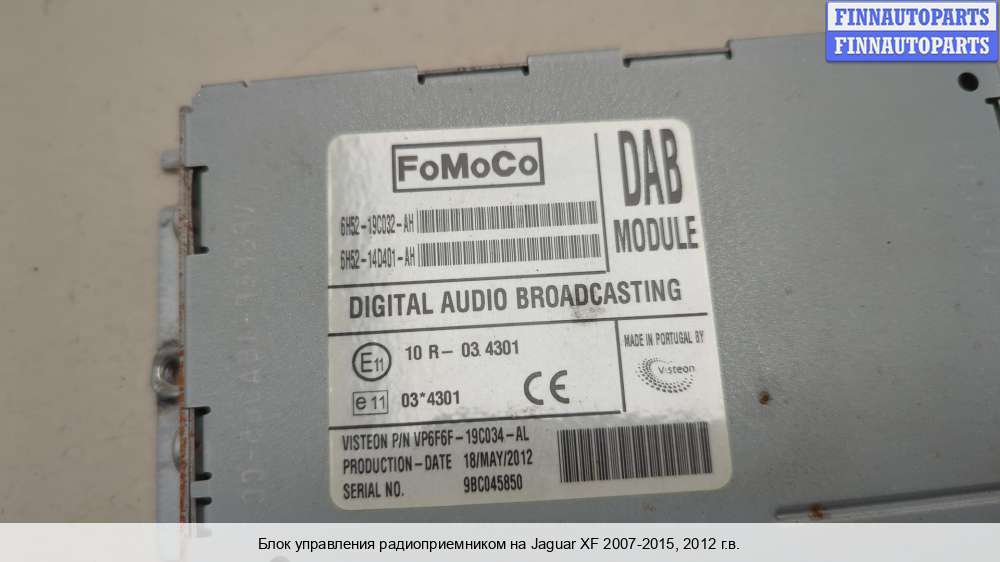 FINNAUTOPARTS
FINNAUTOPARTS
FoMoCo
DAB
MODULE
6H52-19C032-AH
6H52-14D401-AH
DIGITAL AUDIO BROADCASTING
E11
10 R- 03 4301
e 11
03*4301
CE
MADE IN PORTUGAL BY
Visteon
VISTEON P/N VP6F6F-19C034-AL
PRODUCTION-DATE 18/MAY/2012
SERIAL NO. 9BC045850
Блок управления радиоприемником на Jaguar XF 2007-2015, 2012 г.в.